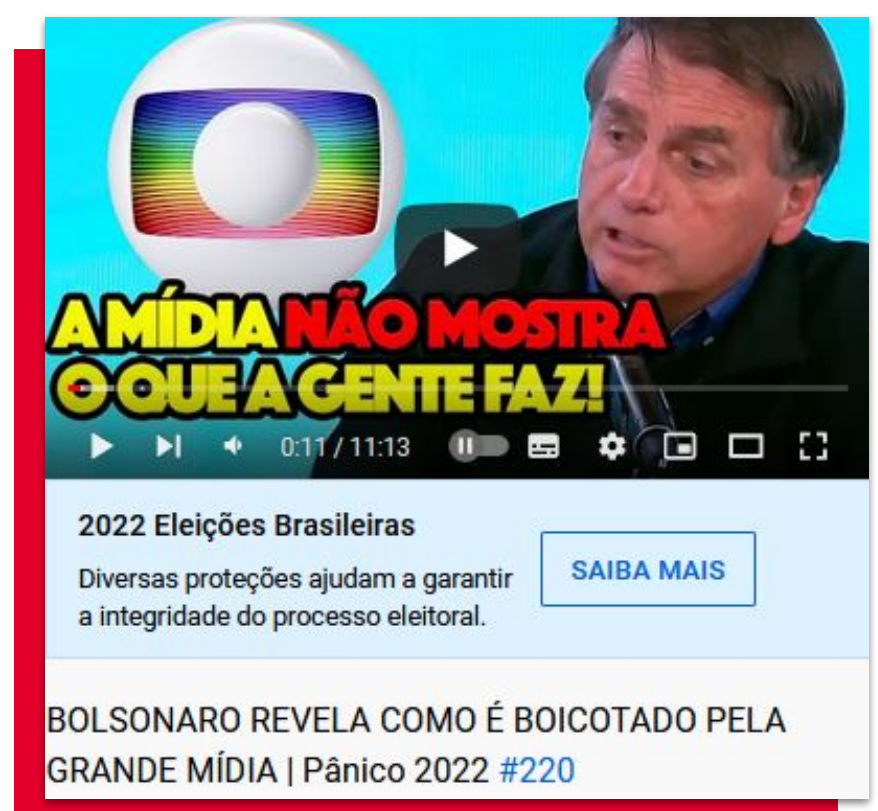 A MÍDIA NÃO MOSTRA
O QUE A GENTE FAZ!
0:11 / 11:13
2022 Eleições Brasileiras
Diversas proteções ajudam a garantir
a integridade do processo eleitoral.
SAIBA MAIS
BOLSONARO REVELA COMO É BOICOTADO PELA
GRANDE MÍDIA | Pânico 2022 #220